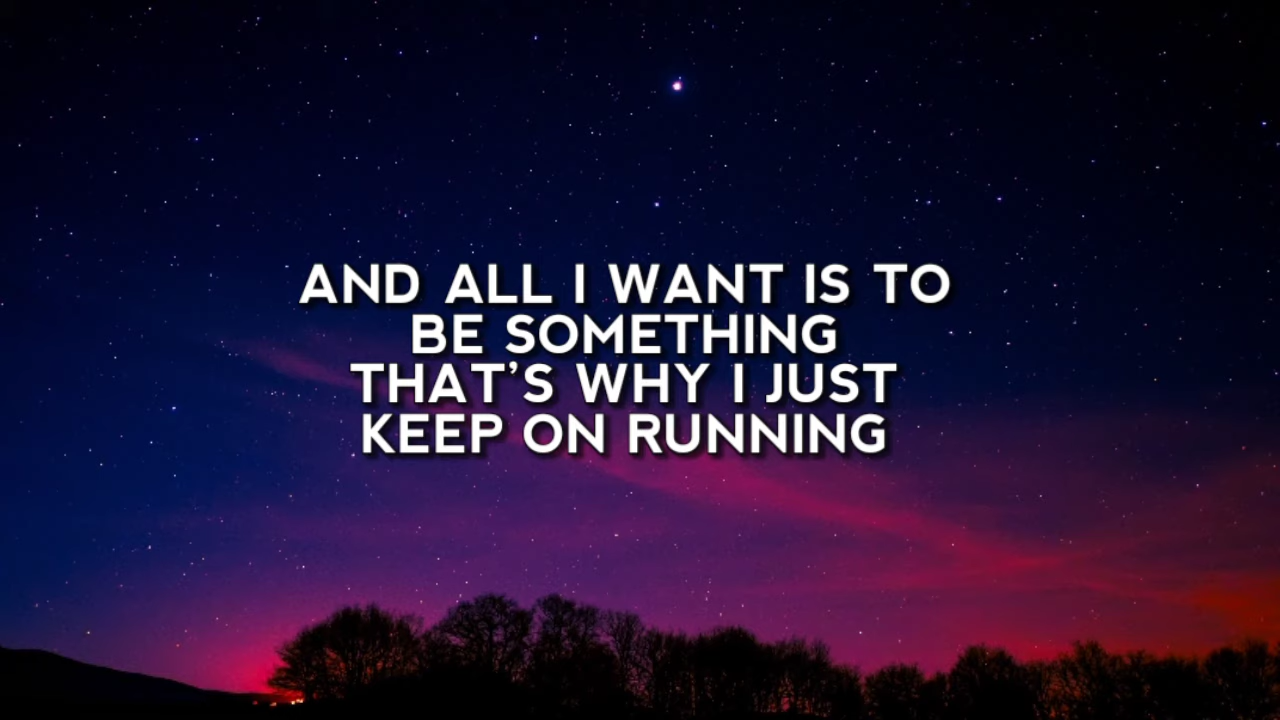 AND ALL I WANT IS TO
BE SOMETHING
THAT'S WHY I JUST
KEEP ON RUNNING